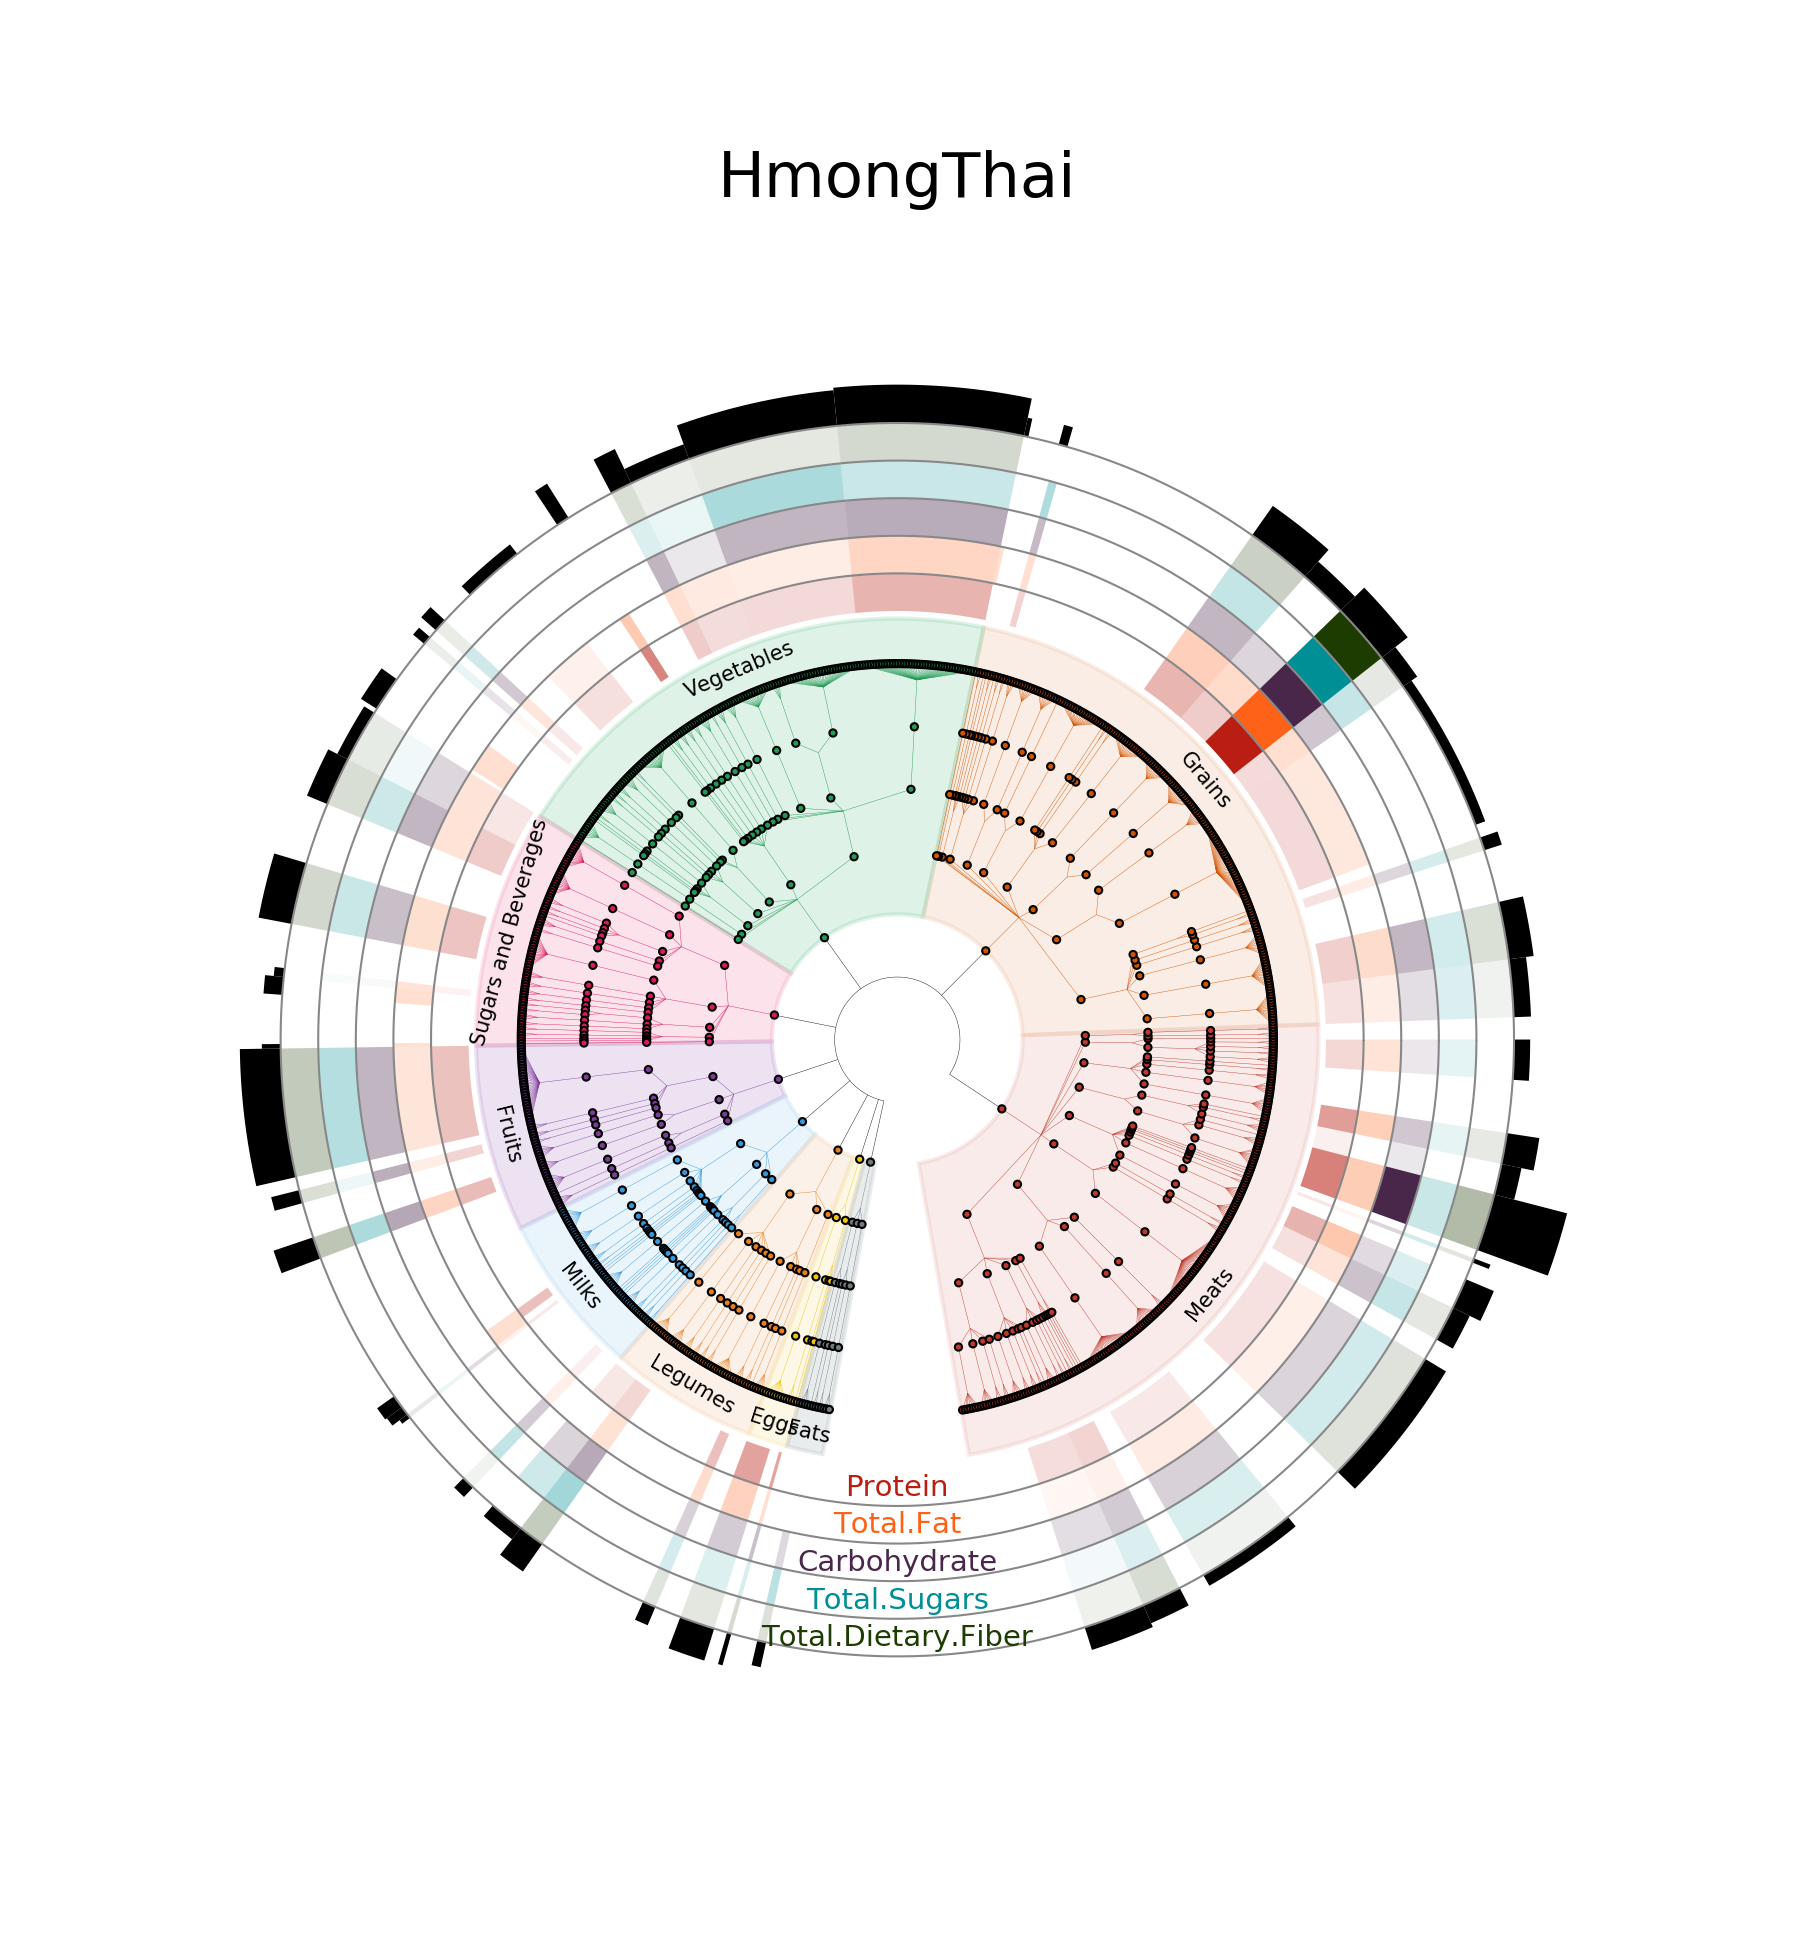 HmongThai
Vegetables
Grains
Sugars and Beverages
Fruits
Milks
Legumes
Eggs
Fats
Meats
Protein
Total.Fat
Carbohydrate
Total.Sugars
Total.Dietary.Fiber